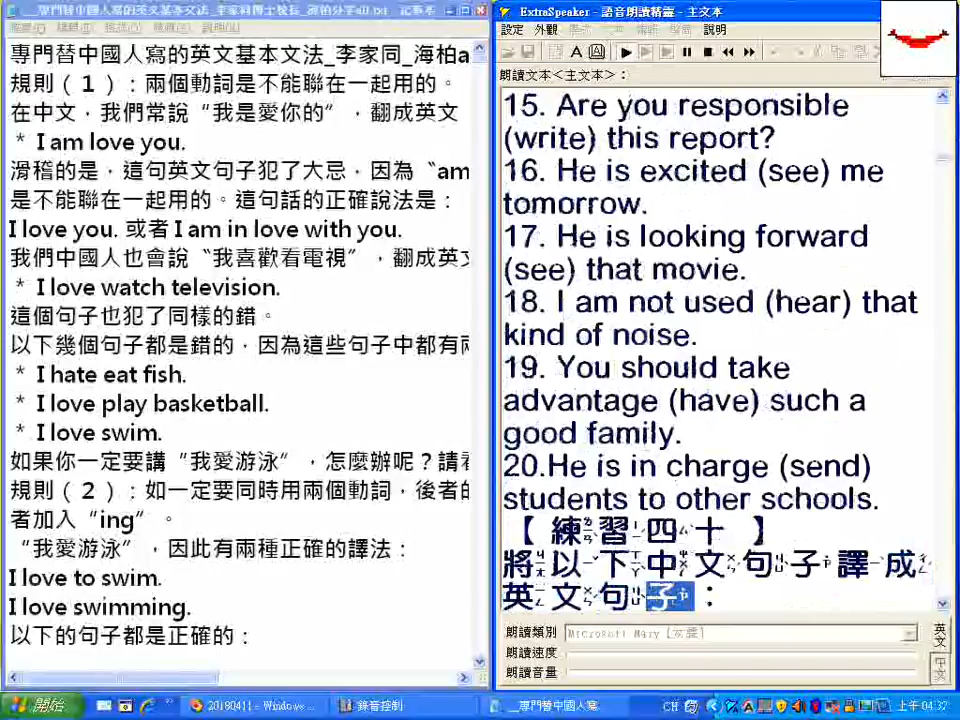 ExtraSpeaker - 語音朗讀精靈 - 主文本
設定 外觀 說明
朗讀文本<主文本>：
專門替中國人寫的英文基本文法_李家同_海柏a
規則（1）：兩個動詞是不能聯在一起用的。
在中文，我們常說“我是愛你的”，翻成英文
* I am love you.
滑稽的是，這句英文句子犯了大忌，因為“am
是不能聯在一起用的。這句話的正確說法是：
I love you. 或者 I am in love with you.
我們中國人也會說“我喜歡看電視”，翻成英文
* I love watch television.
這個句子也犯了同樣的錯。
以下幾個句子都是錯的，因為這些句子中都有兩
* I hate eat fish.
* I love play basketball.
* I love swim.
如果你一定要講“我愛游泳”，怎麼辦呢？請看
規則（2）：如一定要同時用兩個動詞，後者的
者加入“ing”。
“我愛游泳”，因此有兩種正確的譯法：
I love to swim.
I love swimming.
以下的句子都是正確的：
15. Are you responsible
(write) this report?
16. He is excited (see) me
tomorrow.
17. He is looking forward
(see) that movie.
18. I am not used (hear) that
kind of noise.
19. You should take
advantage (have) such a
good family.
20.He is in charge (send)
students to other schools.
【練習四十】
將以下中文句子譯成
英文句子：
朗讀類別 Microsoft Mary [英語]
朗讀速度
朗讀音量
英文
中文
開始
20180411 - Windows ...
錄音控制
__專門替中國人寫...
CH
上午 04:37